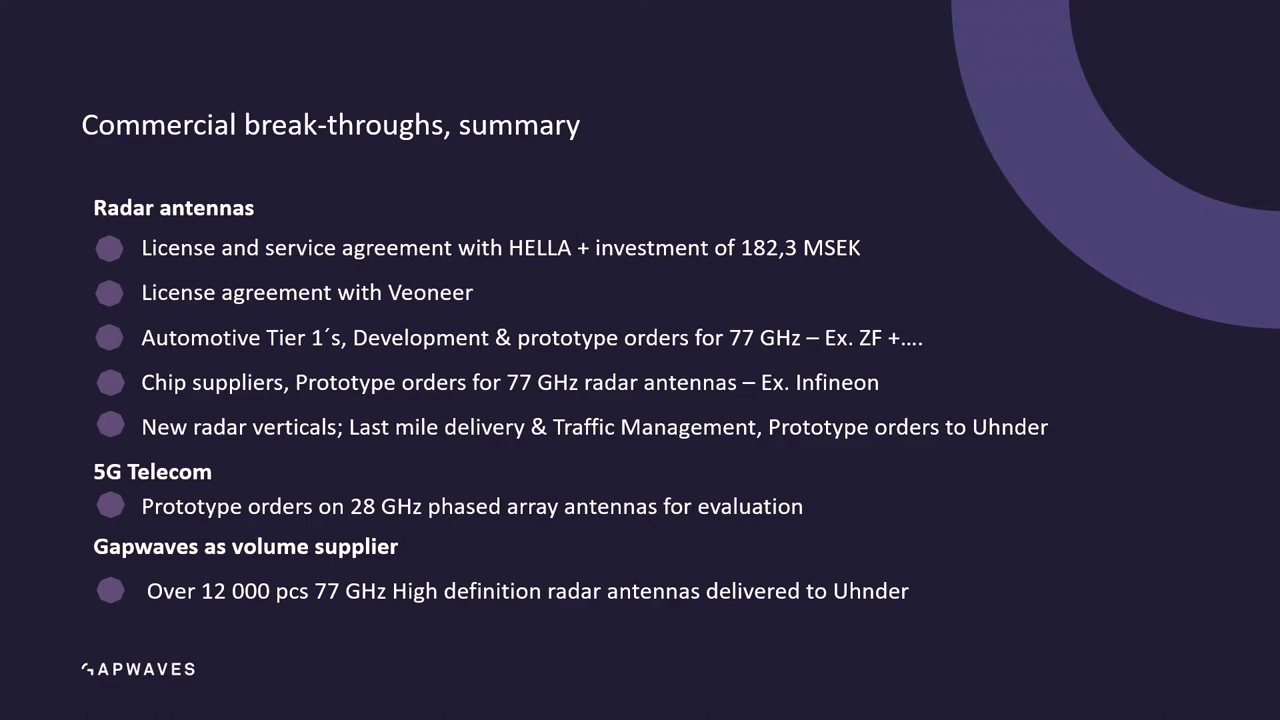 Commercial break-throughs, summary
Radar antennas
License and service agreement with HELLA + investment of 182,3 MSEK
License agreement with Veoneer
Automotive Tier 1´s, Development & prototype orders for 77 GHz – Ex. ZF +....
Chip suppliers, Prototype orders for 77 GHz radar antennas – Ex. Infineon
New radar verticals; Last mile delivery & Traffic Management, Prototype orders to Uhnder
5G Telecom
Prototype orders on 28 GHz phased array antennas for evaluation
Gapwaves as volume supplier
Over 12 000 pcs 77 GHz High definition radar antennas delivered to Uhnder
GAPWAVES